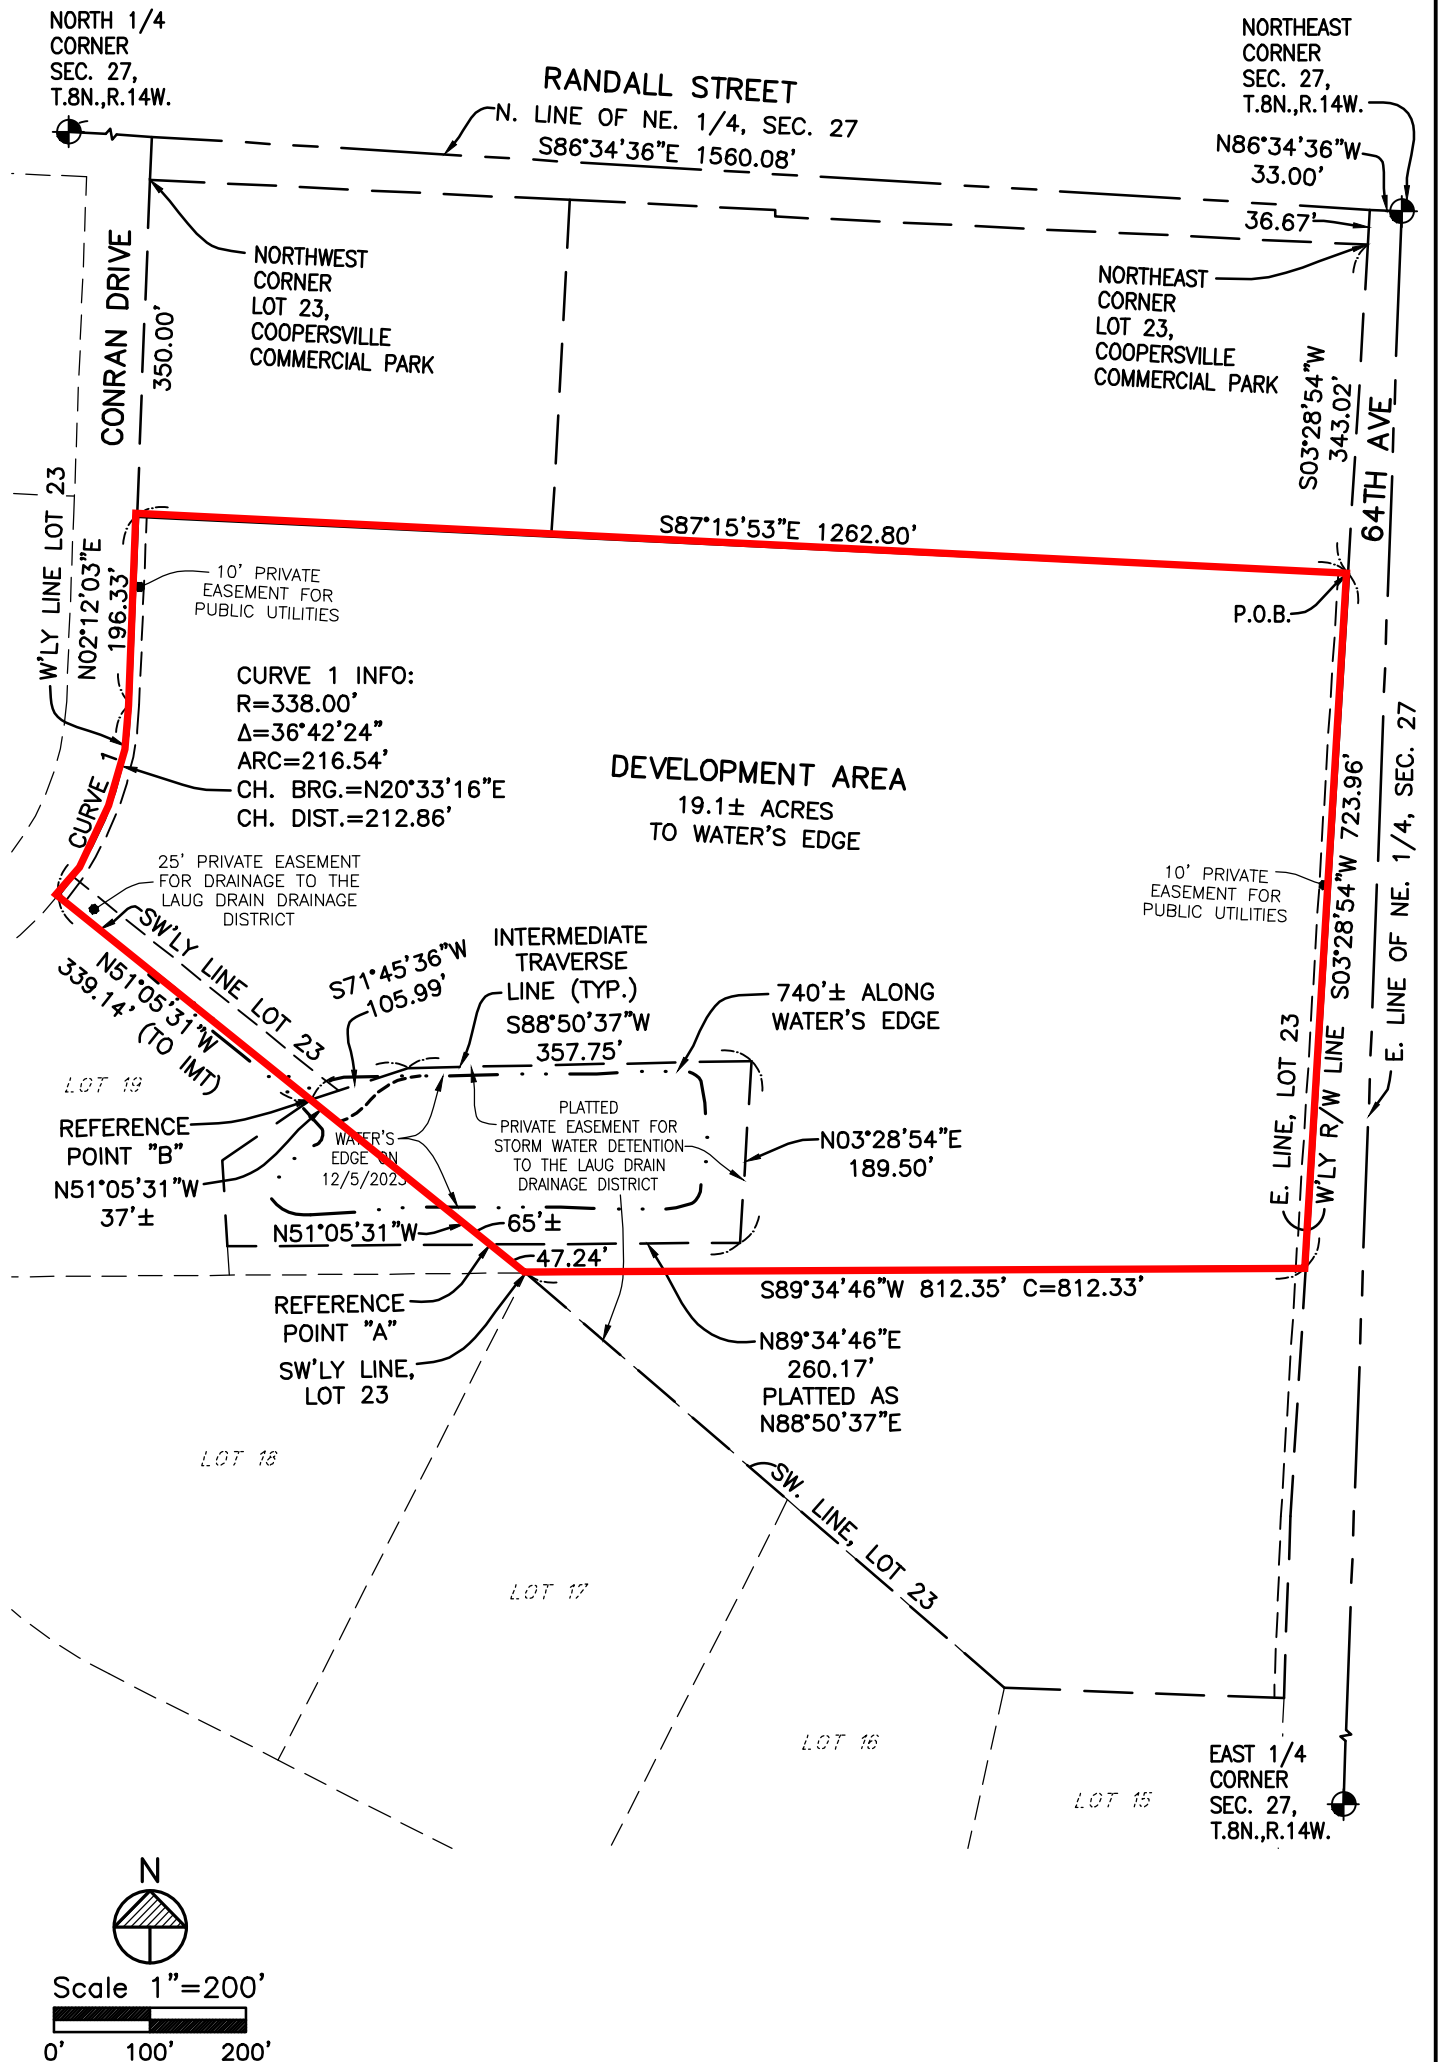 NORTH 1/4
CORNER
SEC. 27,
T.8N.,R.14W.
RANDALL STREET
N. LINE OF NE. 1/4, SEC. 27
S86°34'36"E 1560.08'
NORTHEAST
CORNER
SEC. 27,
T.8N.,R.14W.
N86°34'36"W
33.00'
36.67'
NORTHWEST
CORNER
LOT 23,
COOPERSVILLE
COMMERCIAL PARK
NORTHEAST
CORNER
LOT 23,
COOPERSVILLE
COMMERCIAL PARK
CONRAN DRIVE
350.00'
S03°28'54"W
343.02'
64TH AVE
W'LY LINE LOT 23
N02°12'03"E
196.33'
S87°15'53"E 1262.80'
10' PRIVATE
EASEMENT FOR
PUBLIC UTILITIES
P.O.B.
CURVE 1 INFO:
R=338.00'
Δ=36°42'24"
ARC=216.54'
CH. BRG.=N20°33'16"E
CH. DIST.=212.86'
CURVE 1
DEVELOPMENT AREA
19.1± ACRES
TO WATER'S EDGE
25' PRIVATE EASEMENT
FOR DRAINAGE TO THE
LAUG DRAIN DRAINAGE
DISTRICT
10' PRIVATE
EASEMENT FOR
PUBLIC UTILITIES
E. LINE, LOT 23
W'LY R/W LINE S03°28'54"W 723.96'
E. LINE OF NE. 1/4, SEC. 27
SW'LY LINE LOT 23
N51°05'31"W
339.14' (TO IMT)
S71°45'36"W
105.99'
INTERMEDIATE
TRAVERSE
LINE (TYP.)
S88°50'37"W
357.75'
740'± ALONG
WATER'S EDGE
LOT 19
REFERENCE
POINT "B"
N51°05'31"W
37'±
WATER'S
EDGE ON
12/5/2023
PLATTED
PRIVATE EASEMENT FOR
STORM WATER DETENTION
TO THE LAUG DRAIN
DRAINAGE DISTRICT
N03°28'54"E
189.50'
N51°05'31"W
65'±
47.24'
REFERENCE
POINT "A"
SW'LY LINE,
LOT 23
S89°34'46"W 812.35' C=812.33'
N89°34'46"E
260.17'
PLATTED AS
N88°50'37"E
LOT 18
SW. LINE, LOT 23
LOT 17
LOT 16
LOT 15
EAST 1/4
CORNER
SEC. 27,
T.8N.,R.14W.
N
Scale 1"=200'
0' 100' 200'